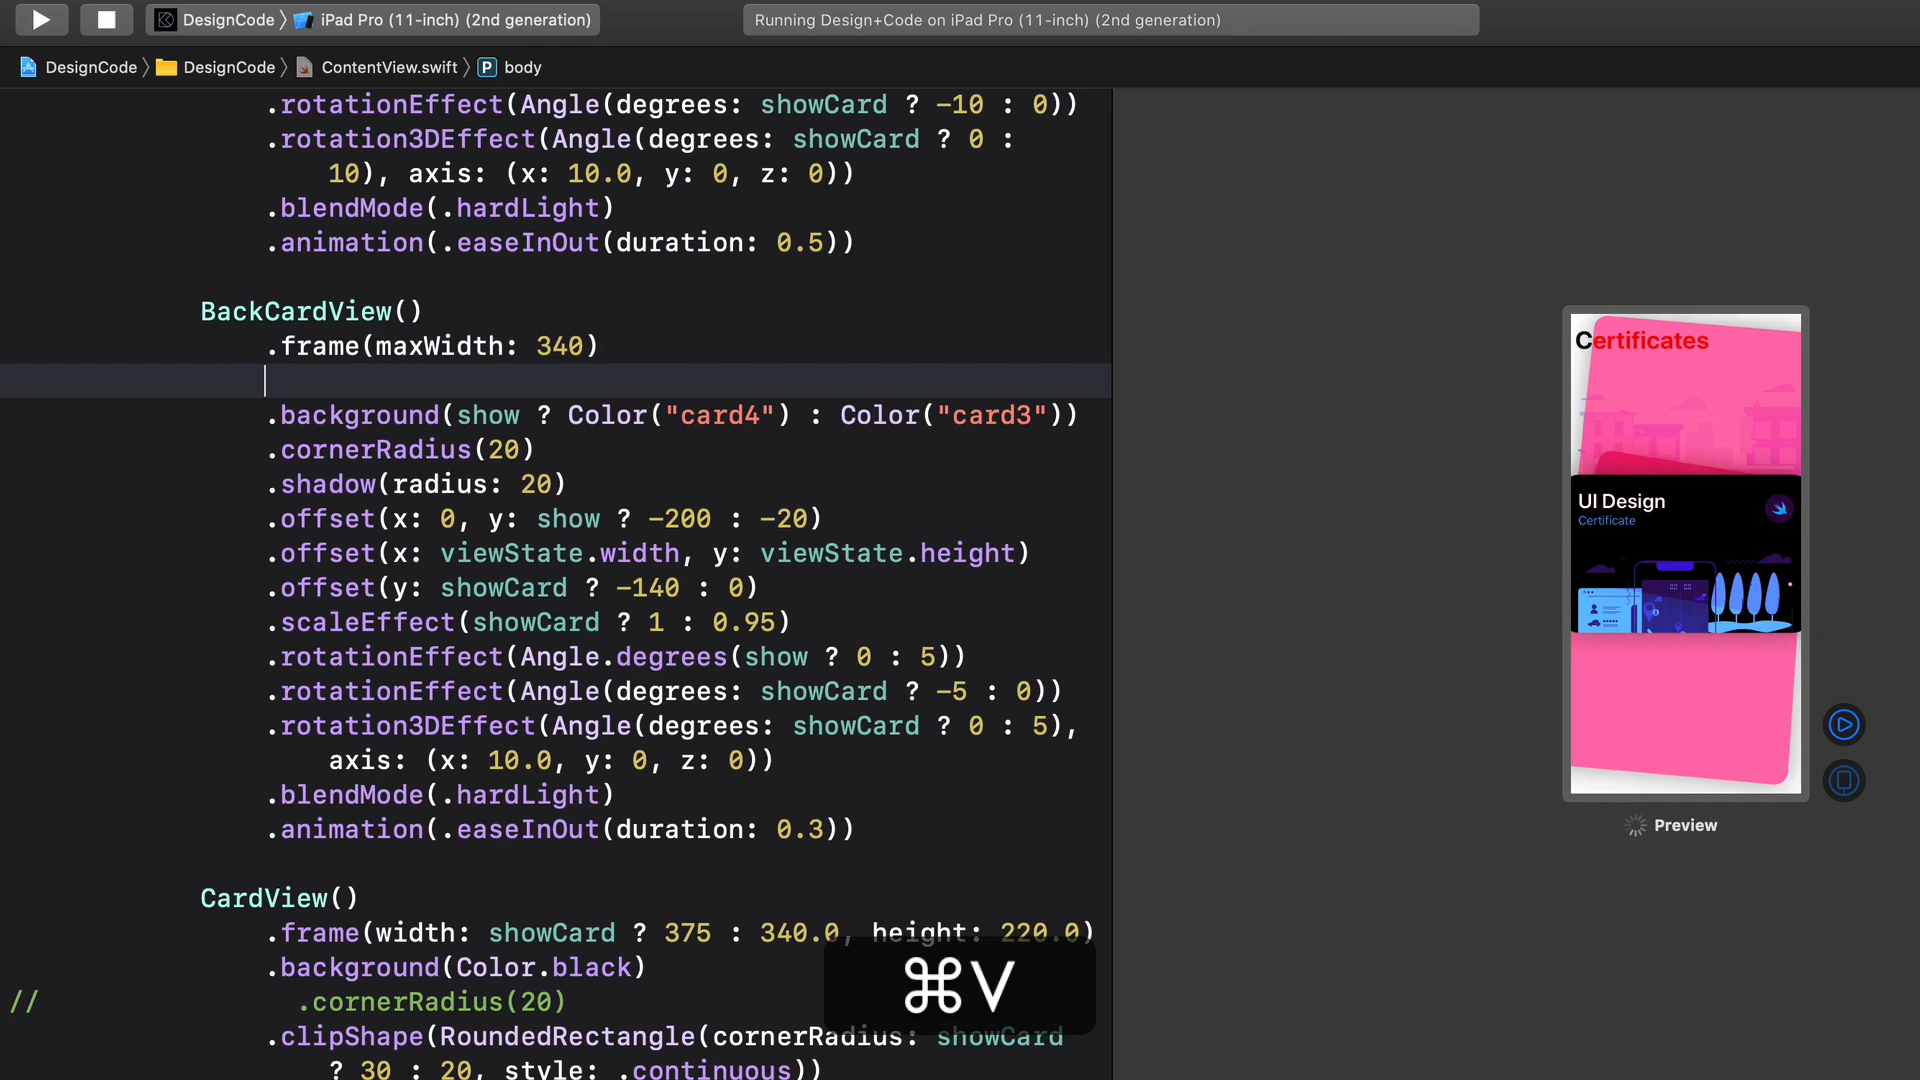 DesignCode 〉 iPad Pro (11-inch) (2nd generation)
Running Design+Code on iPad Pro (11-inch) (2nd generation)
DesignCode 〉 DesignCode 〉 ContentView.swift 〉 P body
.rotationEffect(Angle(degrees: showCard ? -10 : 0))
.rotation3DEffect(Angle(degrees: showCard ? 0 :
10), axis: (x: 10.0, y: 0, z: 0))
.blendMode(.hardLight)
.animation(.easeInOut(duration: 0.5))
BackCardView()
.frame(maxWidth: 340)
.background(show ? Color("card4") : Color("card3"))
.cornerRadius(20)
.shadow(radius: 20)
.offset(x: 0, y: show ? -200 : -20)
.offset(x: viewState.width, y: viewState.height)
.offset(y: showCard ? -140 : 0)
.scaleEffect(showCard ? 1 : 0.95)
.rotationEffect(Angle.degrees(show ? 0 : 5))
.rotationEffect(Angle(degrees: showCard ? -5 : 0))
.rotation3DEffect(Angle(degrees: showCard ? 0 : 5),
axis: (x: 10.0, y: 0, z: 0))
.blendMode(.hardLight)
.animation(.easeInOut(duration: 0.3))
CardView()
.frame(width: showCard ? 375 : 340.0, height: 220.0)
.background(Color.black)
// .cornerRadius(20)
.clipShape(RoundedRectangle(cornerRadius: showCard
? 30 : 20, style: .continuous))
⌘V
Certificates
UI Design
Certificate
Preview